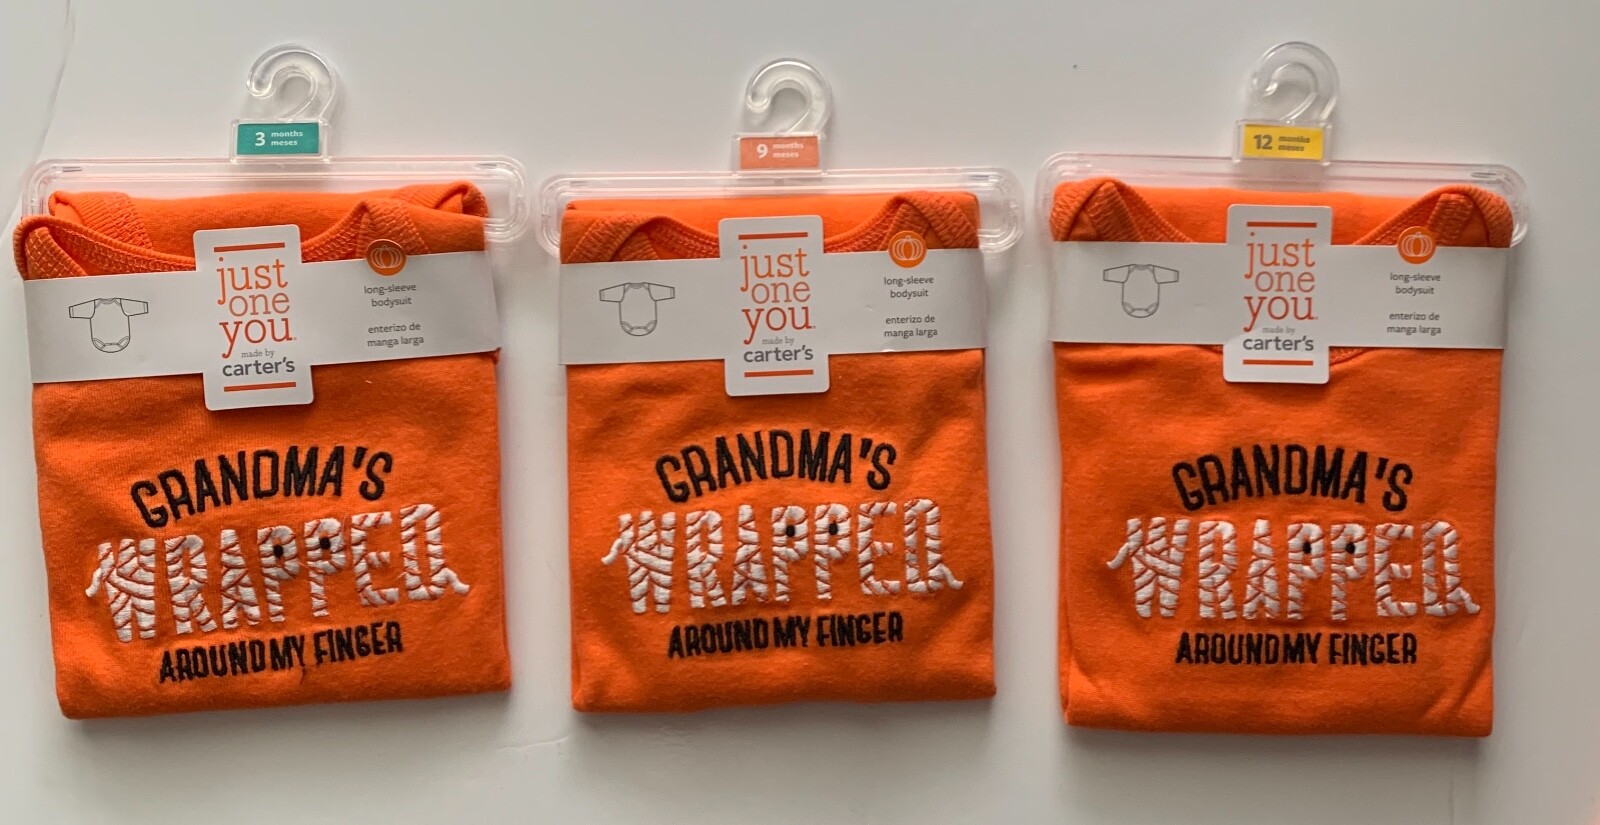 3 months
meses
just
one
you.
made by
carter's
long-sleeve
bodysuit
enterizo de
manga larga
GRANDMA'S
WRAPPED
AROUND MY FINGER
9 months
meses
just
one
you.
made by
carter's
long-sleeve
bodysuit
enterizo de
manga larga
GRANDMA'S
WRAPPED
AROUND MY FINGER
12 months
meses
just
one
you.
made by
carter's
long-sleeve
bodysuit
enterizo de
manga larga
GRANDMA'S
WRAPPED
AROUND MY FINGER